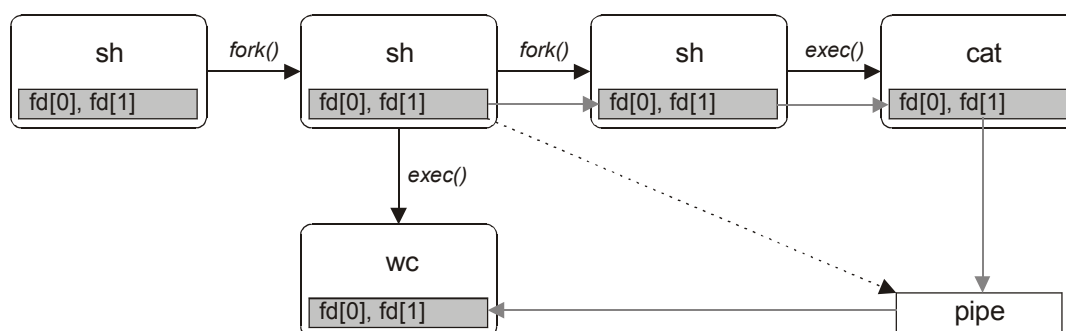 sh
fork()
sh
fork()
sh
exec()
cat
fd[0], fd[1]
fd[0], fd[1]
fd[0], fd[1]
fd[0], fd[1]
exec()
wc
fd[0], fd[1]
pipe